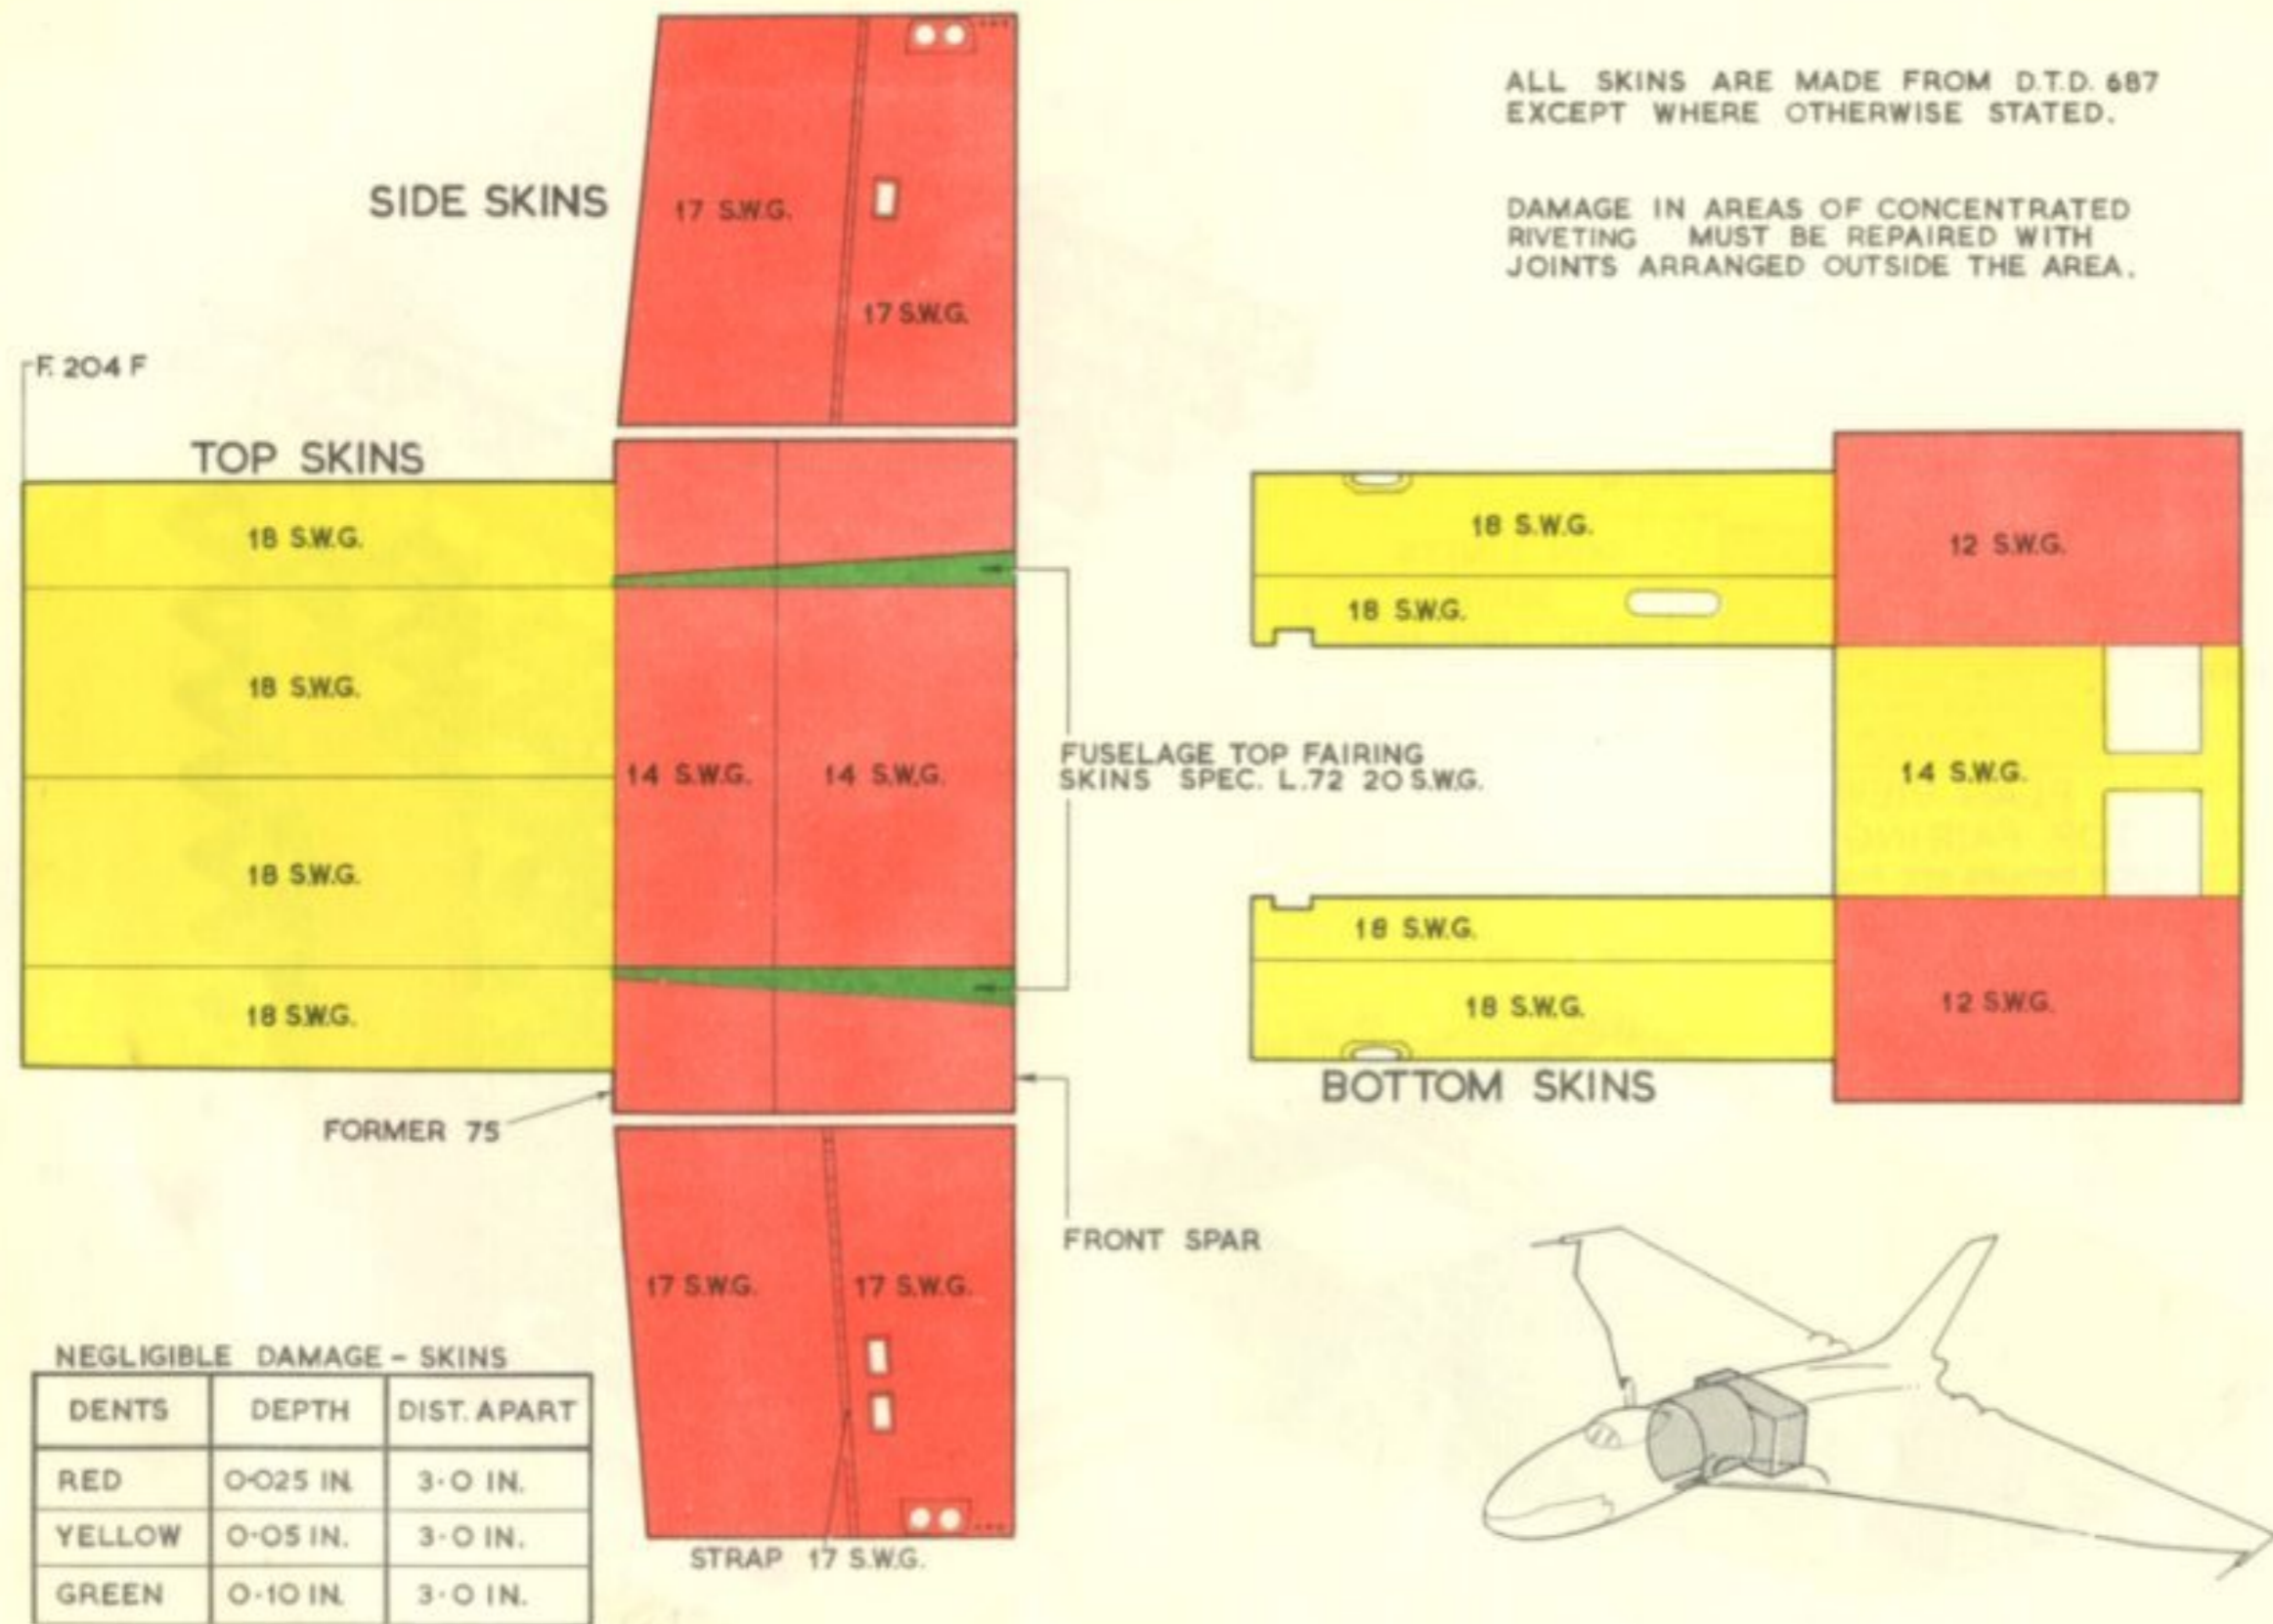 ALL SKINS ARE MADE FROM D.T.D. 687
EXCEPT WHERE OTHERWISE STATED.
DAMAGE IN AREAS OF CONCENTRATED
RIVETING MUST BE REPAIRED WITH
JOINTS ARRANGED OUTSIDE THE AREA.
SIDE SKINS
17 S.W.G.
17 S.W.G.
F. 204 F
TOP SKINS
18 S.W.G.
18 S.W.G.
18 S.W.G.
18 S.W.G.
14 S.W.G.
14 S.W.G.
FUSELAGE TOP FAIRING
SKINS SPEC. L.72 20 S.W.G.
FORMER 75
FRONT SPAR
17 S.W.G.
17 S.W.G.
STRAP 17 S.W.G.
18 S.W.G.
18 S.W.G.
12 S.W.G.
14 S.W.G.
18 S.W.G.
18 S.W.G.
12 S.W.G.
BOTTOM SKINS
NEGLIGIBLE DAMAGE – SKINS
DENTS DEPTH DIST. APART
RED 0·025 IN. 3·0 IN.
YELLOW 0·05 IN. 3·0 IN.
GREEN 0·10 IN. 3·0 IN.